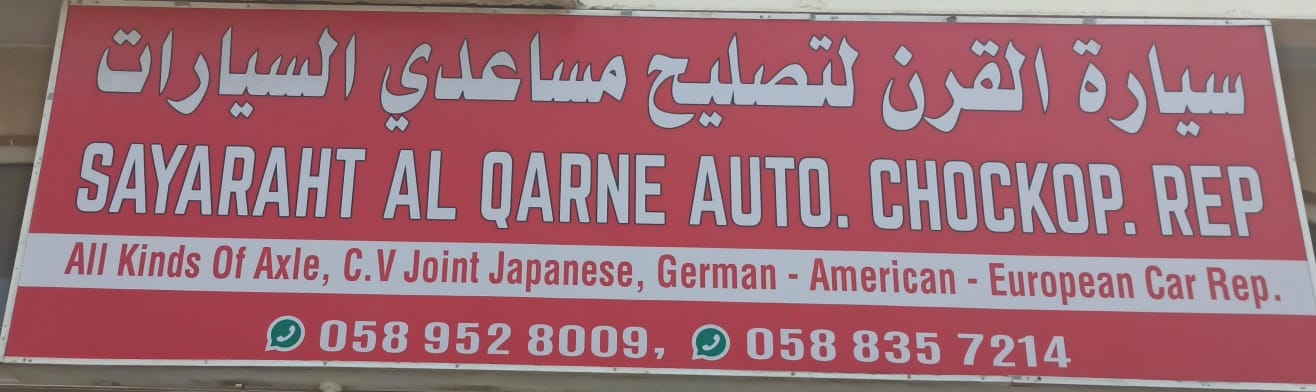 سيارة القرن لتصليح مساعدي السيارات
SAYARAHT AL QARNE AUTO. CHOCKOP. REP
All Kinds Of Axle, C.V Joint Japanese, German - American - European Car Rep.
058 952 8009, 058 835 7214